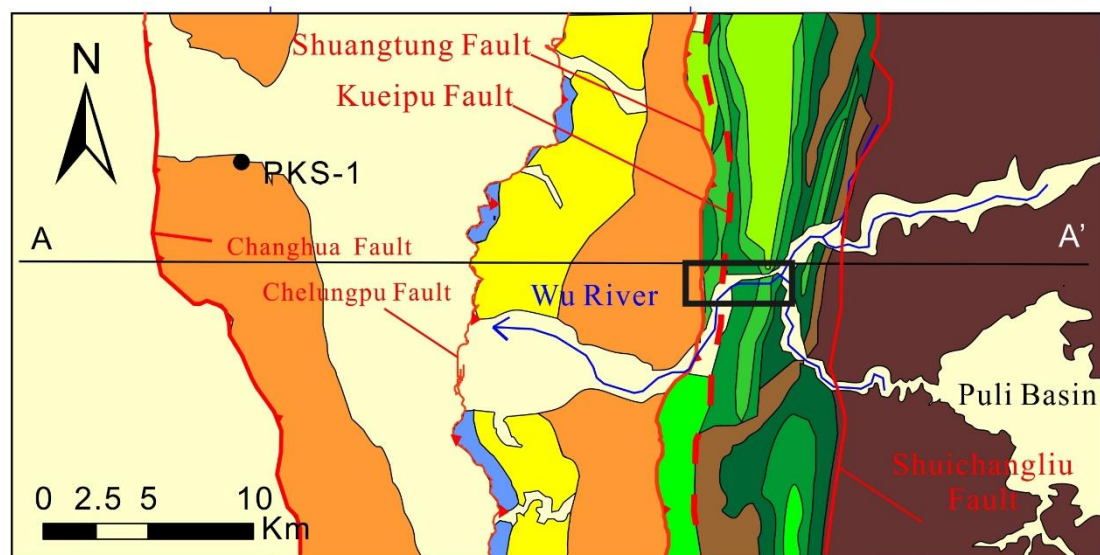 Shuangtung Fault
Kueipu Fault
N
PKS-1
A
A'
Changhua Fault
Chelungpu Fault
Wu River
Puli Basin
Shuichangliu
Fault
0 2.5 5 10
Km